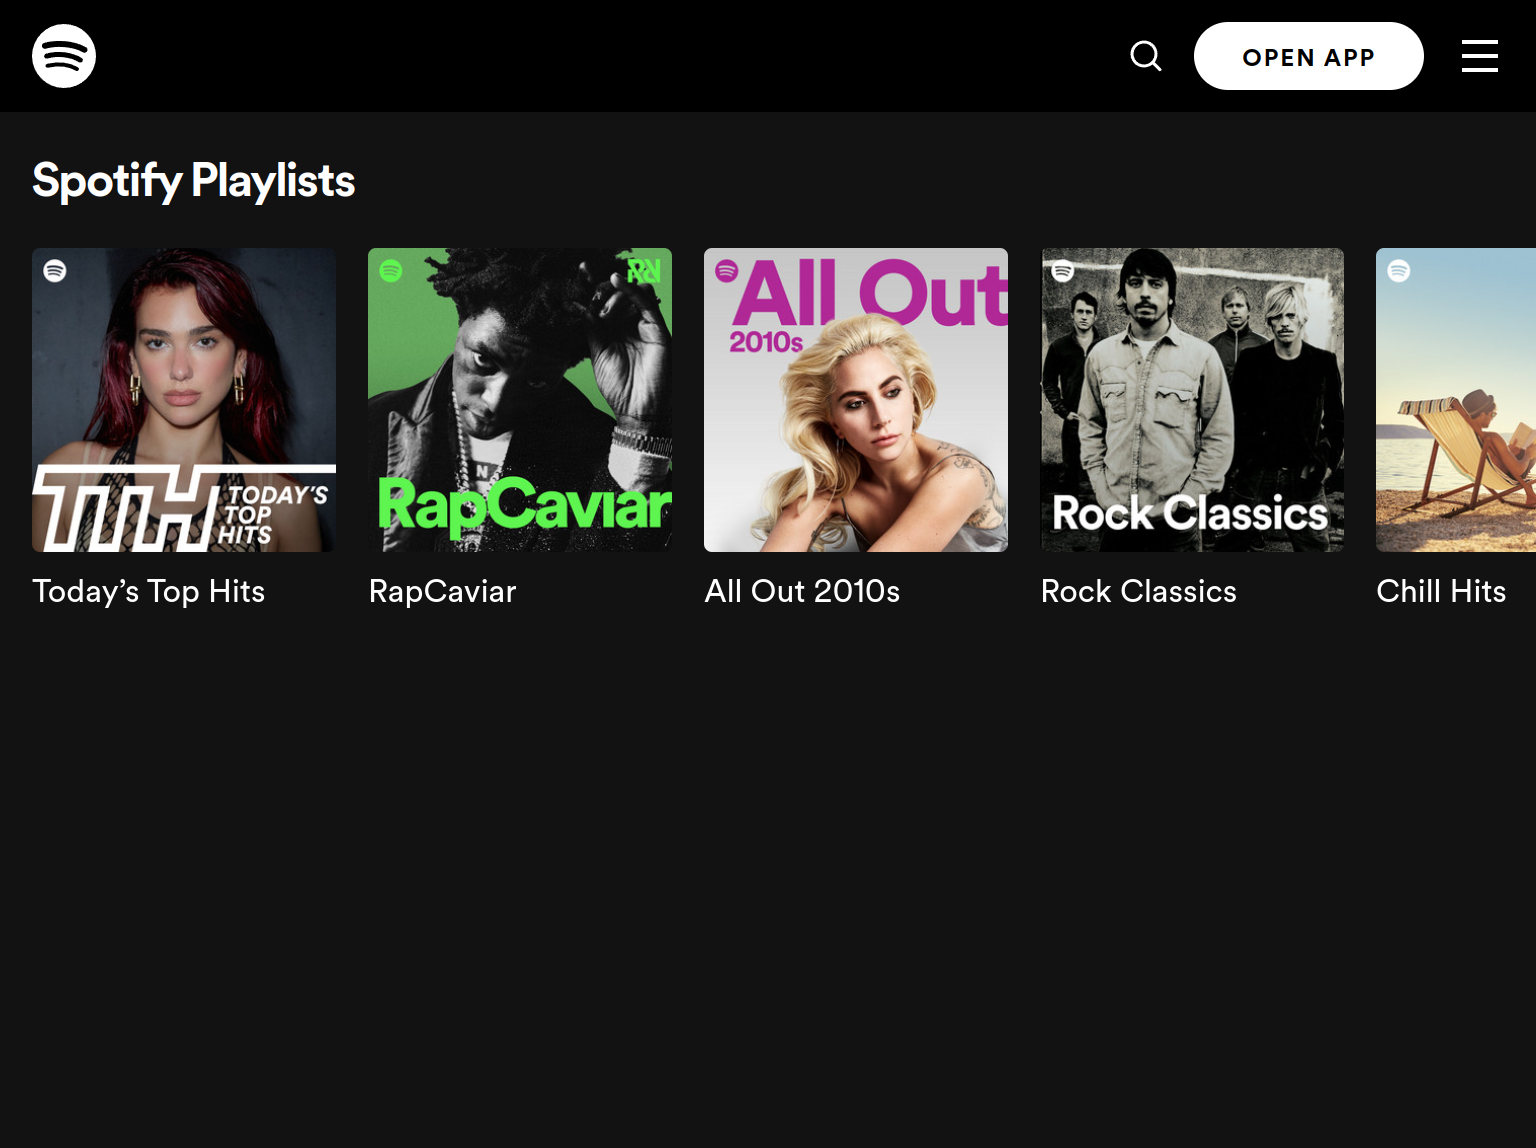 OPEN APP
Spotify Playlists
TTH TODAY'S
TOP
HITS
RapCaviar
All Out
2010s
Rock Classics
Today’s Top Hits
RapCaviar
All Out 2010s
Rock Classics
Chill Hits